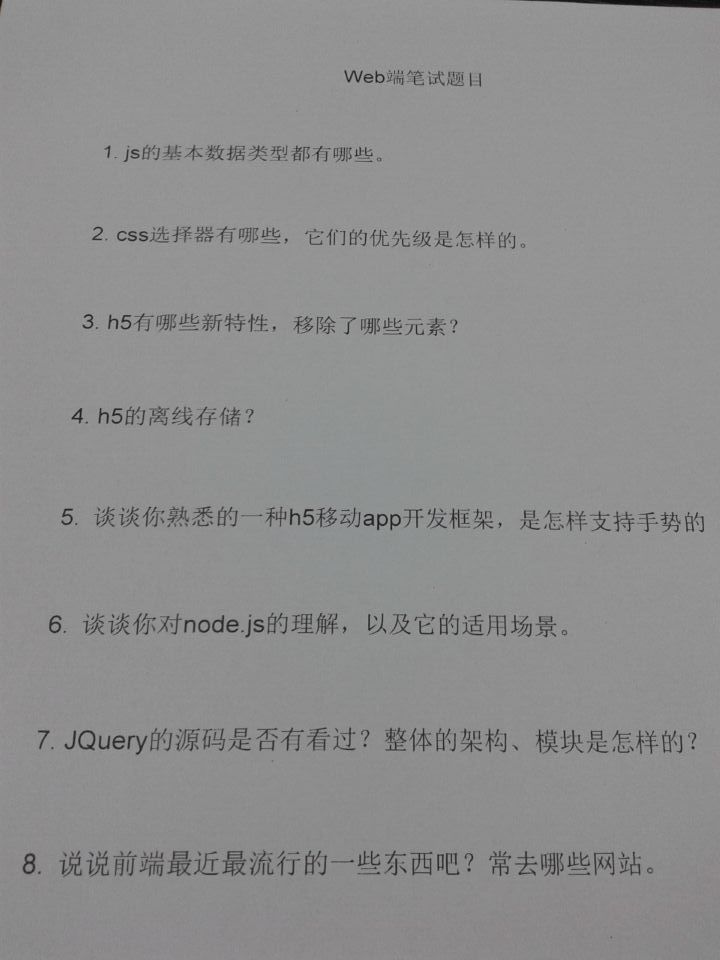 Web端笔试题目
1. js的基本数据类型都有哪些。
2. css选择器有哪些，它们的优先级是怎样的。
3. h5有哪些新特性，移除了哪些元素？
4. h5的离线存储？
5. 谈谈你熟悉的一种h5移动app开发框架，是怎样支持手势的
6. 谈谈你对node.js的理解，以及它的适用场景。
7. JQuery的源码是否有看过？整体的架构、模块是怎样的？
8. 说说前端最近最流行的一些东西吧？常去哪些网站。